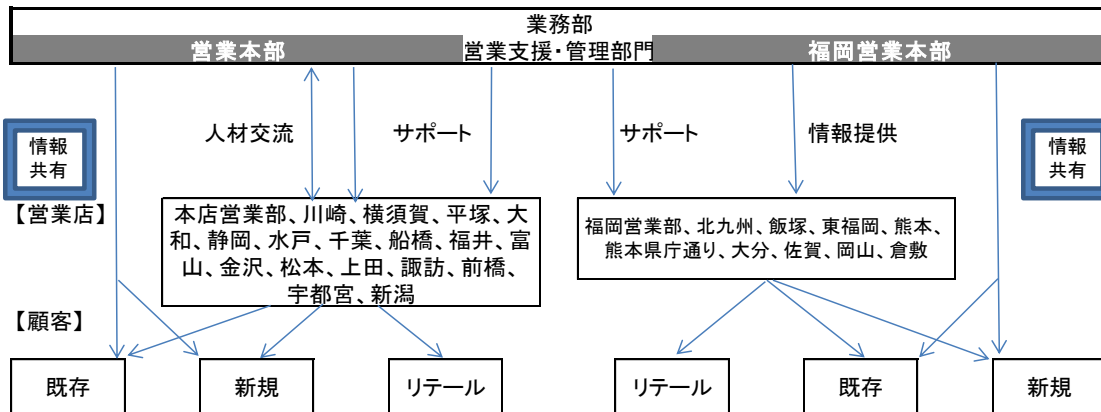 業務部
営業本部
営業支援・管理部門
福岡営業本部
人材交流
サポート
サポート
情報提供
情報
共有
情報
共有
【営業店】
本店営業部、川崎、横須賀、平塚、大
和、静岡、水戸、千葉、船橋、福井、富
山、金沢、松本、上田、諏訪、前橋、
宇都宮、新潟
福岡営業部、北九州、飯塚、東福岡、熊本、
熊本県庁通り、大分、佐賀、岡山、倉敷
【顧客】
既存
新規
リテール
リテール
既存
新規